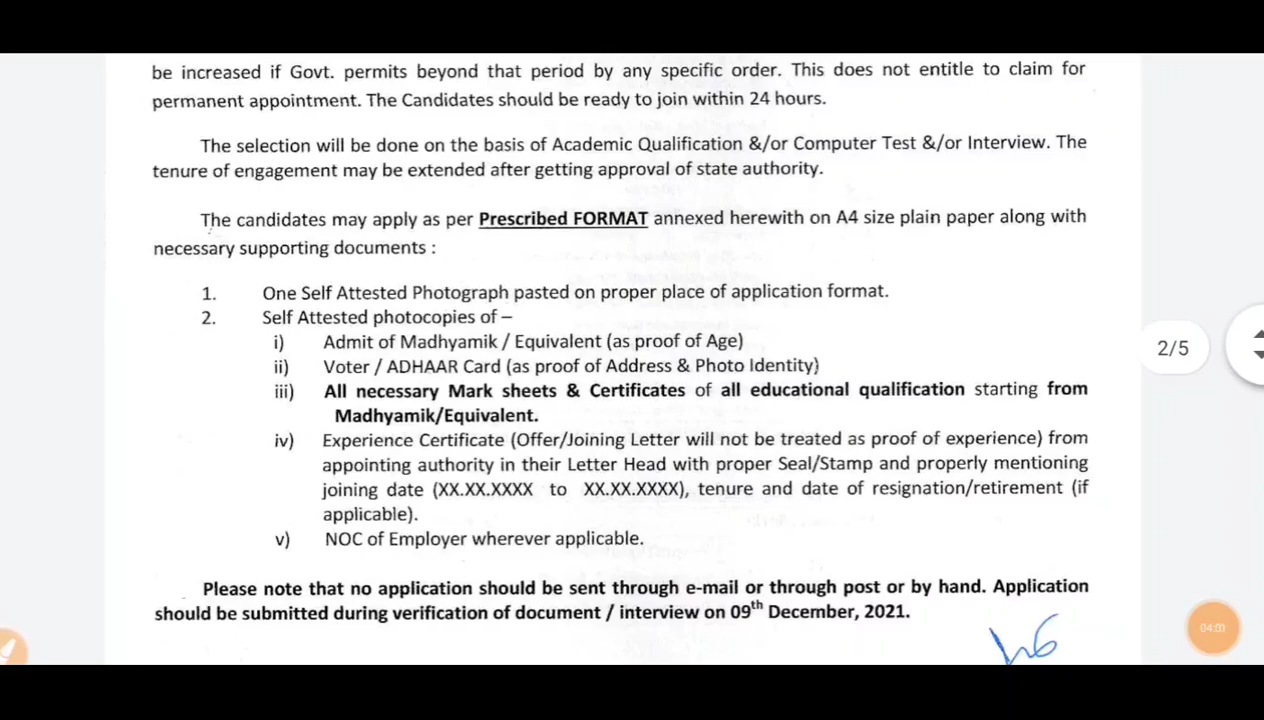 be increased if Govt. permits beyond that period by any specific order. This does not entitle to claim for
permanent appointment. The Candidates should be ready to join within 24 hours.
The selection will be done on the basis of Academic Qualification &/or Computer Test &/or Interview. The
tenure of engagement may be extended after getting approval of state authority.
The candidates may apply as per Prescribed FORMAT annexed herewith on A4 size plain paper along with
necessary supporting documents :
1. One Self Attested Photograph pasted on proper place of application format.
2. Self Attested photocopies of –
i) Admit of Madhyamik / Equivalent (as proof of Age)
ii) Voter / ADHAAR Card (as proof of Address & Photo Identity)
iii) All necessary Mark sheets & Certificates of all educational qualification starting from
Madhyamik/Equivalent.
iv) Experience Certificate (Offer/Joining Letter will not be treated as proof of experience) from
appointing authority in their Letter Head with proper Seal/Stamp and properly mentioning
joining date (XX.XX.XXXX to XX.XX.XXXX), tenure and date of resignation/retirement (if
applicable).
v) NOC of Employer wherever applicable.
Please note that no application should be sent through e-mail or through post or by hand. Application
should be submitted during verification of document / interview on 09th December, 2021.
2/5